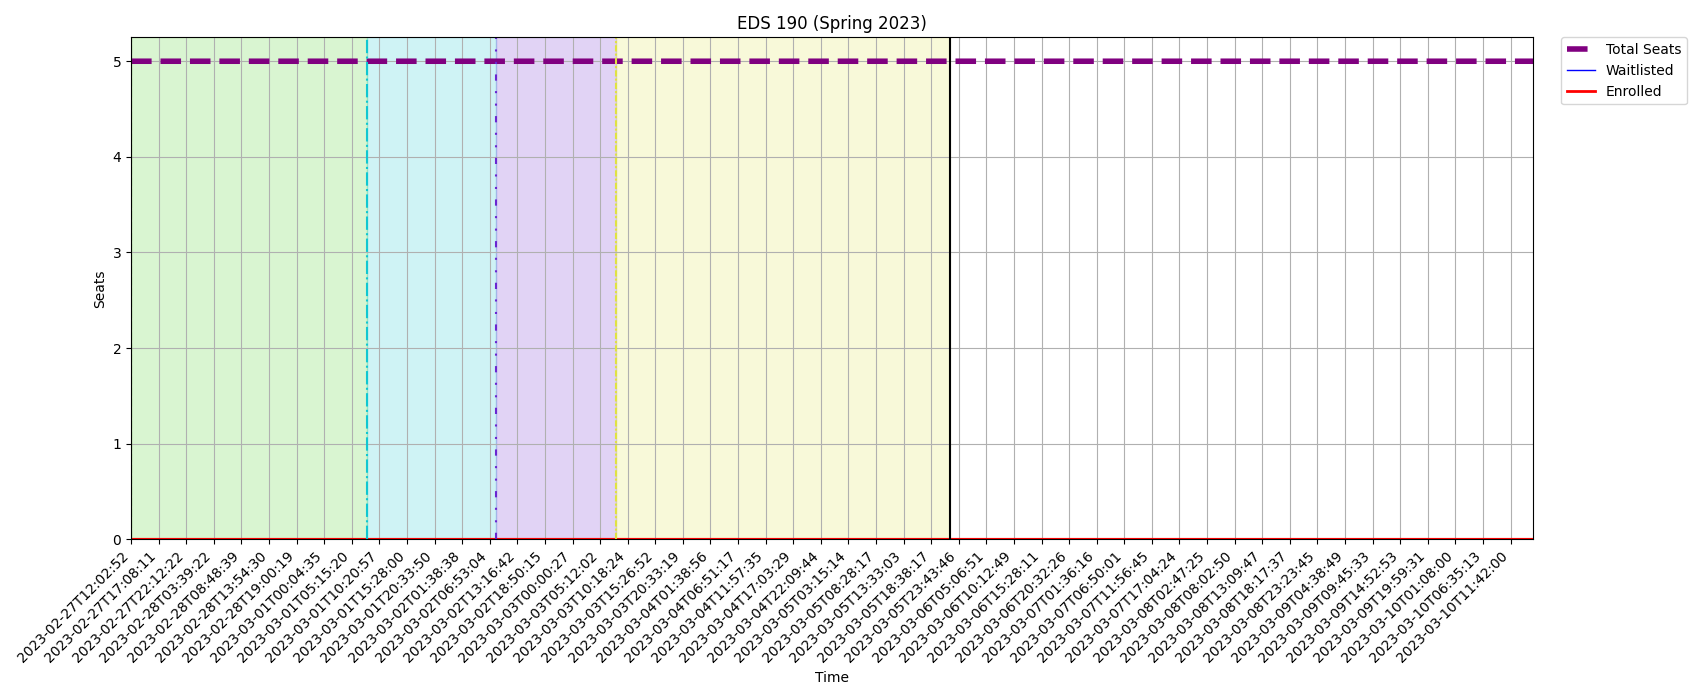 EDS 190 (Spring 2023)
Total Seats
Waitlisted
Enrolled
Seats
5
4
3
2
1
0
2023-02-27T12:02:52
2023-02-27T17:08:11
2023-02-27T22:12:22
2023-02-28T03:39:22
2023-02-28T08:48:39
2023-02-28T13:54:30
2023-02-28T19:00:19
2023-03-01T00:04:35
2023-03-01T05:15:20
2023-03-01T10:20:57
2023-03-01T15:28:00
2023-03-01T20:33:50
2023-03-02T01:38:38
2023-03-02T06:53:04
2023-03-02T13:16:42
2023-03-02T18:50:15
2023-03-03T00:00:27
2023-03-03T05:12:02
2023-03-03T10:18:24
2023-03-03T15:26:52
2023-03-03T20:33:19
2023-03-04T01:38:56
2023-03-04T06:51:17
2023-03-04T11:57:35
2023-03-04T17:03:29
2023-03-04T22:09:44
2023-03-05T03:15:14
2023-03-05T08:28:17
2023-03-05T13:33:03
2023-03-05T18:38:17
2023-03-05T23:43:46
2023-03-06T05:06:51
2023-03-06T10:12:49
2023-03-06T15:28:11
2023-03-06T20:32:26
2023-03-07T01:36:16
2023-03-07T06:50:01
2023-03-07T11:56:45
2023-03-07T17:04:24
2023-03-08T02:47:25
2023-03-08T08:02:50
2023-03-08T13:09:47
2023-03-08T18:17:37
2023-03-08T23:23:45
2023-03-09T04:38:49
2023-03-09T09:45:33
2023-03-09T14:52:53
2023-03-09T19:59:31
2023-03-10T01:08:00
2023-03-10T06:35:13
2023-03-10T11:42:00
Time